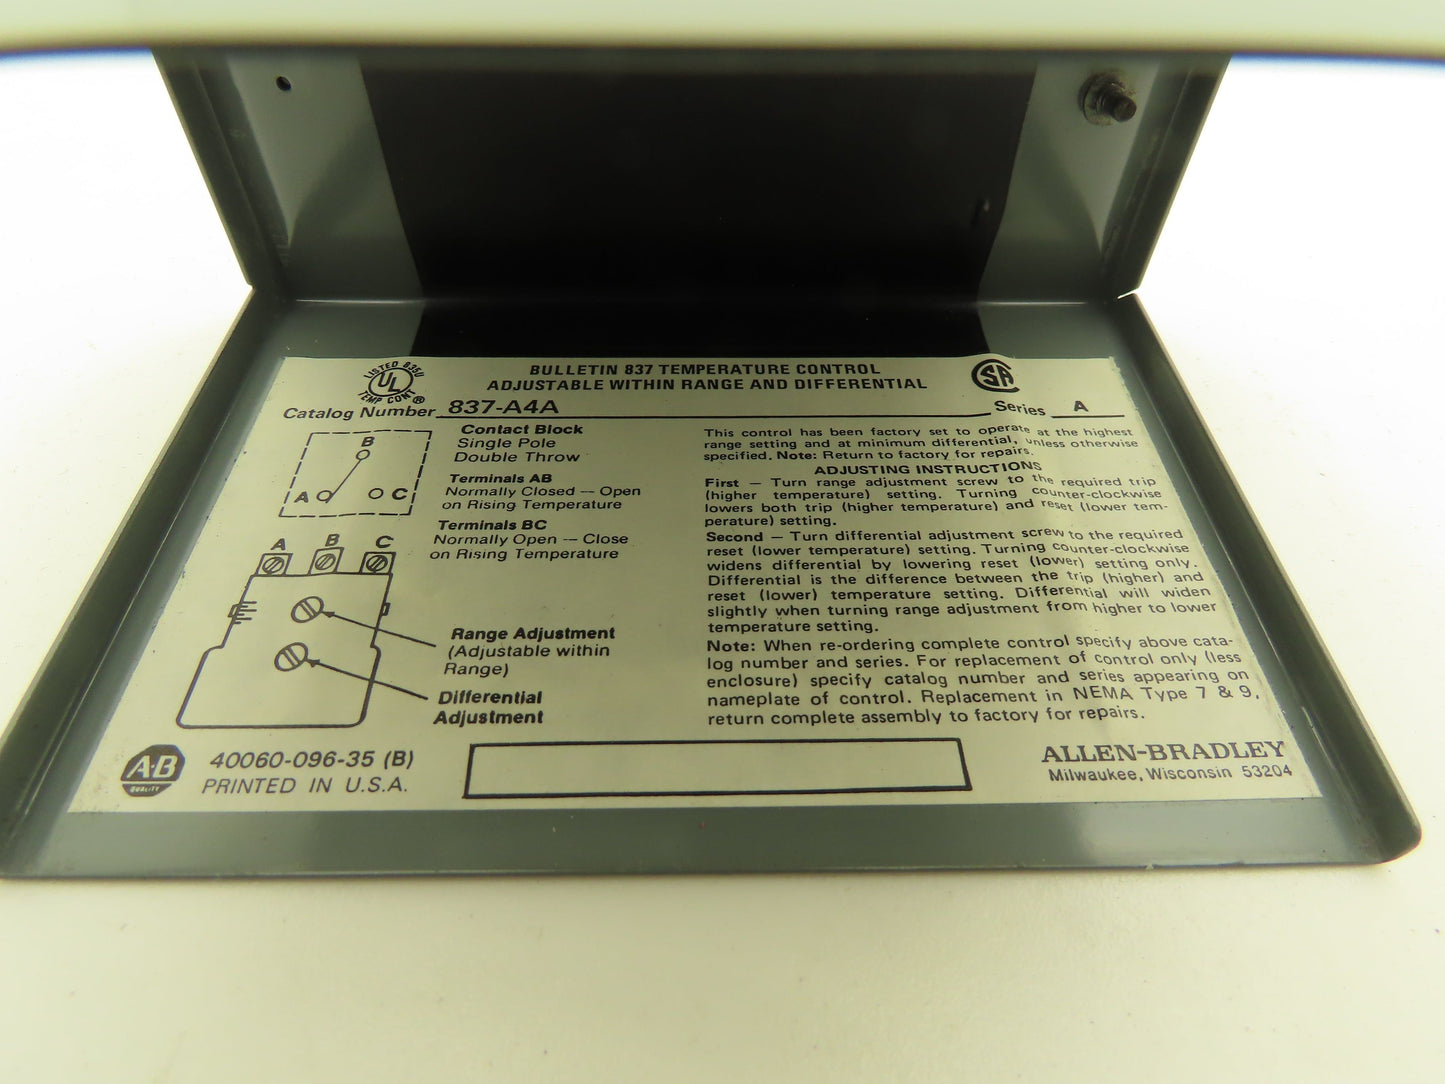 LISTED 8350
UL
TEMP CONT ®
BULLETIN 837 TEMPERATURE CONTROL
ADJUSTABLE WITHIN RANGE AND DIFFERENTIAL
SA
Catalog Number 837-A4A
Series A
B
A
C
Contact Block
Single Pole
Double Throw
Terminals AB
Normally Closed — Open
on Rising Temperature
Terminals BC
Normally Open — Close
on Rising Temperature
A B C
Range Adjustment
(Adjustable within
Range)
Differential
Adjustment
This control has been factory set to operate at the highest
range setting and at minimum differential, unless otherwise
specified. Note: Return to factory for repairs.
ADJUSTING INSTRUCTIONS
First — Turn range adjustment screw to the required trip
(higher temperature) setting. Turning counter-clockwise
lowers both trip (higher temperature) and reset (lower tem-
perature) setting.
Second — Turn differential adjustment screw to the required
reset (lower temperature) setting. Turning counter-clockwise
widens differential by lowering reset (lower) setting only.
Differential is the difference between the trip (higher) and
reset (lower) temperature setting. Differential will widen
slightly when turning range adjustment from higher to lower
temperature setting.
Note: When re-ordering complete control specify above cata-
log number and series. For replacement of control only (less
enclosure) specify catalog number and series appearing on
nameplate of control. Replacement in NEMA Type 7 & 9,
return complete assembly to factory for repairs.
A-B
QUALITY
40060-096-35 (B)
PRINTED IN U.S.A.
ALLEN-BRADLEY
Milwaukee, Wisconsin 53204